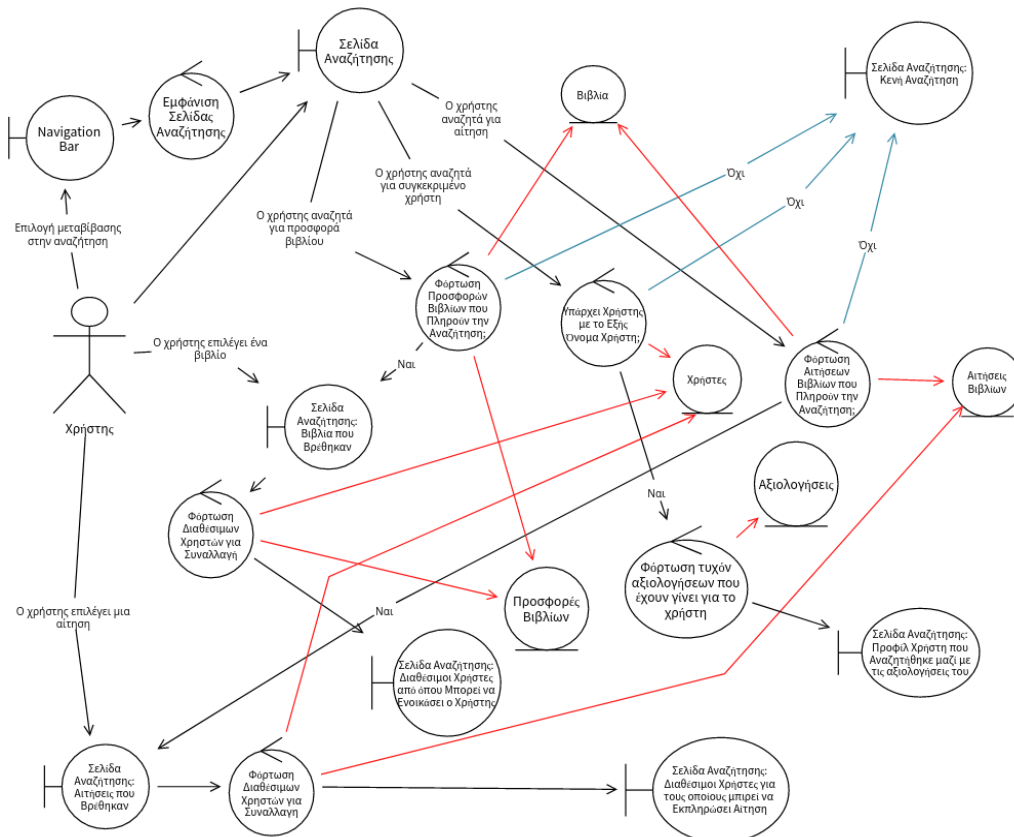 Σελίδα
Αναζήτησης
Σελίδα Αναζήτησης:
Κενή Αναζήτηση
Βιβλία
Εμφάνιση
Σελίδας
Αναζήτησης
Navigation
Bar
Ο χρήστης
αναζητά για
αίτηση
Ο χρήστης αναζητά
για συγκεκριμένο
χρήστη
Όχι
Όχι
Όχι
Επιλογή μεταβίβασης
στην αναζήτηση
Ο χρήστης αναζητά
για προσφορά
βιβλίου
Φόρτωση
Προσφορών
Βιβλίων που
Πληρούν την
Αναζήτηση;
Υπάρχει Χρήστης
με το Εξής
Όνομα Χρήστη;
Φόρτωση
Αιτήσεων
Βιβλίων που
Πληρούν την
Αναζήτηση;
Αιτήσεις
Βιβλίων
Χρήστες
Ο χρήστης επιλέγει ένα
βιβλίο
Ναι
Χρήστης
Σελίδα
Αναζήτησης:
Βιβλία που
Βρέθηκαν
Αξιολογήσεις
Ναι
Φόρτωση
Διαθέσιμων
Χρηστών για
Συναλλαγή
Φόρτωση τυχόν
αξιολογήσεων που
έχουν γίνει για το
χρήστη
Προσφορές
Βιβλίων
Ο χρήστης επιλέγει μια
αίτηση
Ναι
Σελίδα Αναζήτησης:
Προφίλ Χρήστη που
Αναζητήθηκε μαζί με
τις αξιολογήσεις του
Σελίδα Αναζήτησης:
Διαθέσιμοι Χρήστες
από όπου Μπορεί να
Ενοικάσει ο Χρήστης
Σελίδα
Αναζήτησης:
Αιτήσεις που
Βρέθηκαν
Φόρτωση
Διαθέσιμων
Χρηστών για
Συναλλαγη
Σελίδα Αναζήτησης:
Διαθέσιμοι Χρήστες για
τους οποίους μπιρεί να
Εκπληρώσει Αίτηση